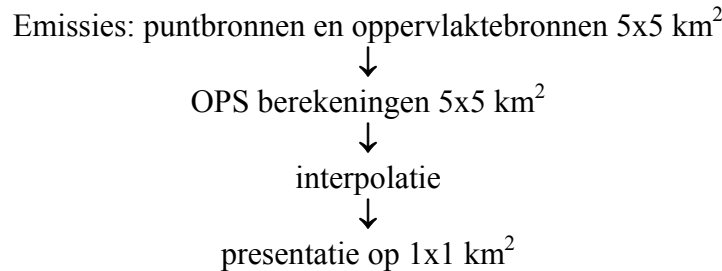 Emissies: puntbronnen en oppervlaktebronnen 5x5 km²
↓
OPS berekeningen 5x5 km²
↓
interpolatie
↓
presentatie op 1x1 km²